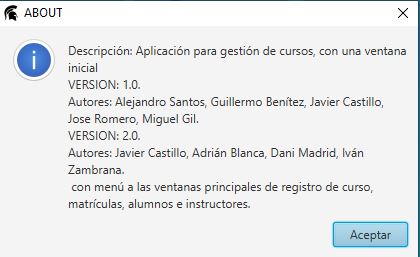 ABOUT
Descripción: Aplicación para gestión de cursos, con una ventana
inicial
VERSION: 1.0.
Autores: Alejandro Santos, Guillermo Benítez, Javier Castillo,
Jose Romero, Miguel Gil.
VERSION: 2.0.
Autores: Javier Castillo, Adrián Blanca, Dani Madrid, Iván
Zambrana.
con menú a las ventanas principales de registro de curso,
matrículas, alumnos e instructores.
Aceptar